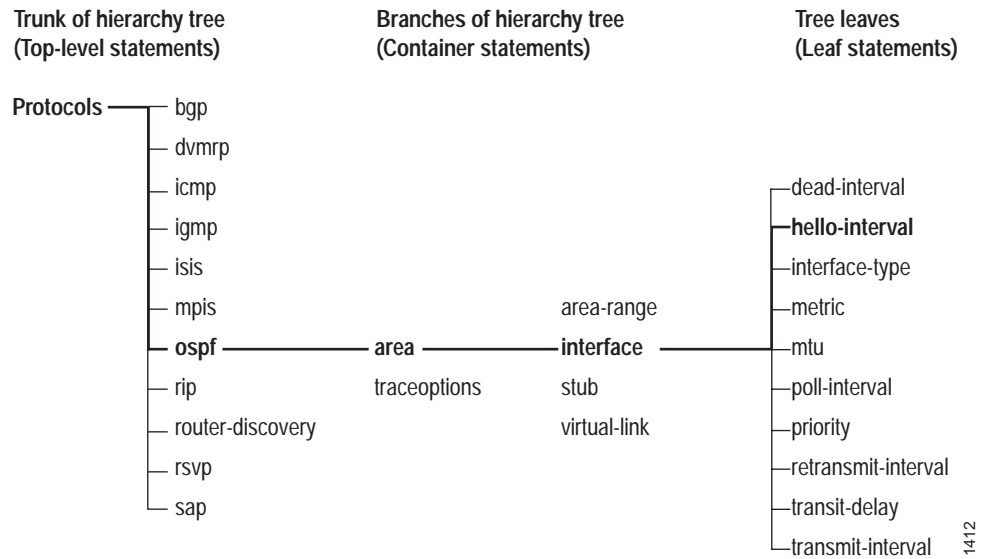 Trunk of hierarchy tree
(Top-level statements)
Branches of hierarchy tree
(Container statements)
Tree leaves
(Leaf statements)
Protocols
bgp
dvmrp
icmp
igmp
isis
mpis
ospf
rip
router-discovery
rsvp
sap
area
traceoptions
area-range
interface
stub
virtual-link
dead-interval
hello-interval
interface-type
metric
mtu
poll-interval
priority
retransmit-interval
transit-delay
transmit-interval
1412